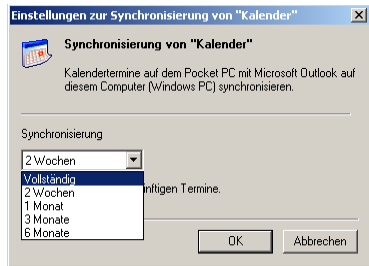 Einstellungen zur Synchronisierung von "Kalender"
Synchronisierung von "Kalender"
Kalendertermine auf dem Pocket PC mit Microsoft Outlook auf
diesem Computer (Windows PC) synchronisieren.
Synchronisierung
2 Wochen
Vollständig
2 Wochen
1 Monat
3 Monate
6 Monate
Termine.
OK
Abbrechen